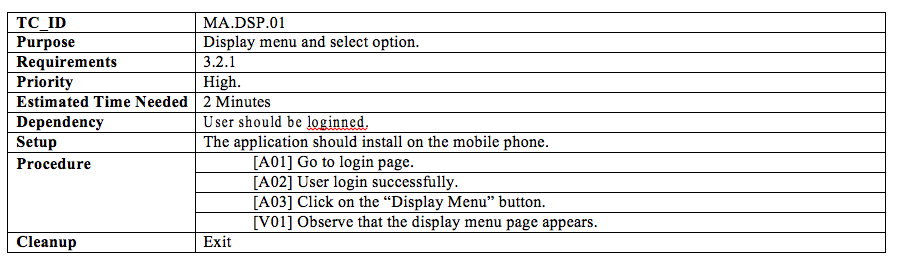 TC_ID MA.DSP.01
Purpose Display menu and select option.
Requirements 3.2.1
Priority High.
Estimated Time Needed 2 Minutes
Dependency User should be loginned.
Setup The application should install on the mobile phone.
Procedure [A01] Go to login page.
[A02] User login successfully.
[A03] Click on the “Display Menu” button.
[V01] Observe that the display menu page appears.
Cleanup Exit